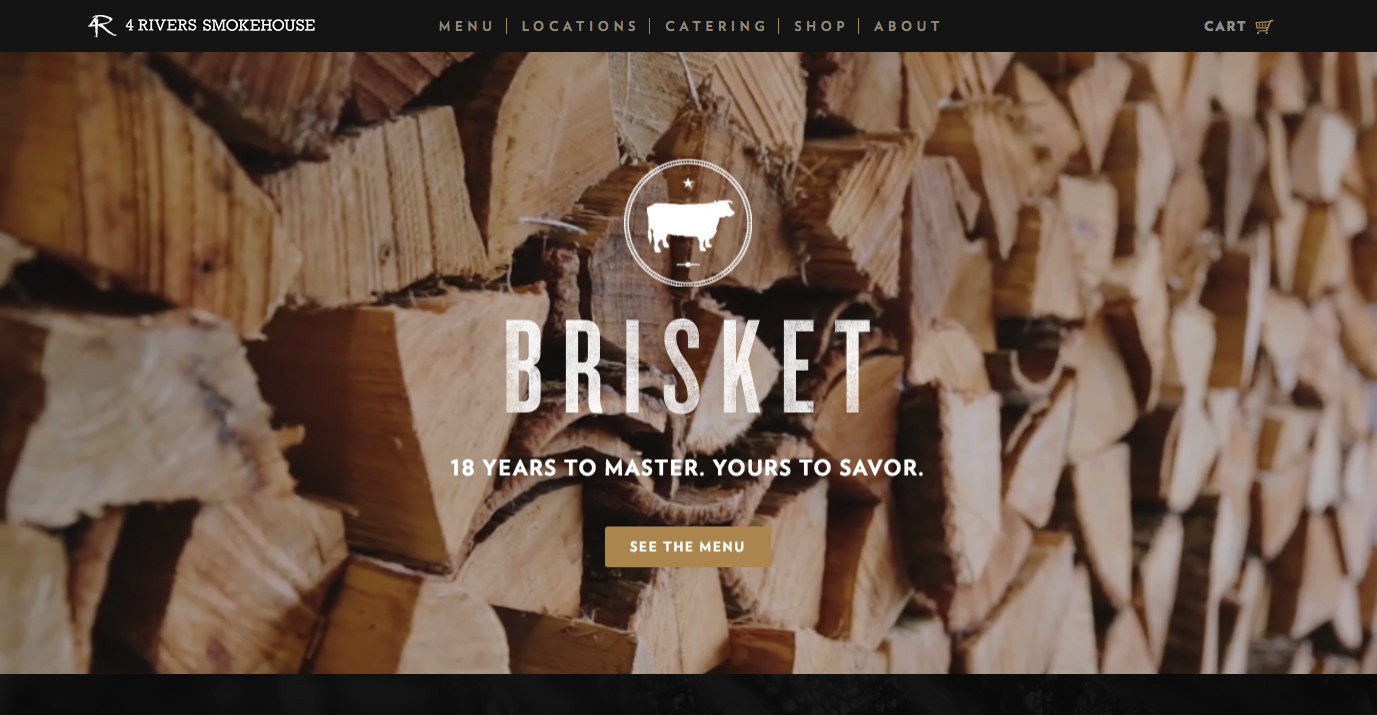 4R 4 RIVERS SMOKEHOUSE
MENU
LOCATIONS
CATERING
SHOP
ABOUT
CART
BRISKET
18 YEARS TO MASTER. YOURS TO SAVOR.
SEE THE MENU